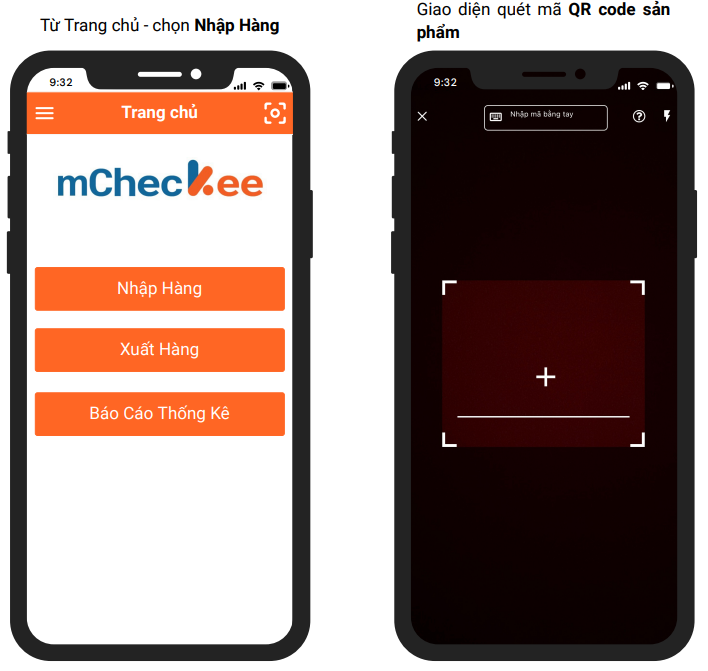 Từ Trang chủ - chọn Nhập Hàng
9:32
Trang chủ
mCheckee
Nhập Hàng
Xuất Hàng
Báo Cáo Thống Kê
Giao diện quét mã QR code sản
phẩm
9:32
Nhập mã bằng tay